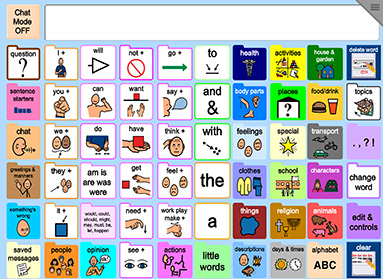 Chat
Mode
OFF
question
?
I +
will
not +
go +
to
health
activities
house &
garden
delete word
sentence
starters
you +
can
want
say +
and
&
body parts
places
?
food/drink
topics
chat
we +
do
have
think +
with
feelings
special
transport
. , ? !
greetings &
manners
they +
am is
are was
were
get
feel +
the
clothes
school
characters
change
word
something's
wrong
it +
would, could,
should, might,
may, must, be,
let, happen
need +
work play
make +
a
things
religion
animals
edit &
controls
saved
messages
people
opinion
see +
actions
little
words
descriptions
days & times
alphabet
ABC
clear